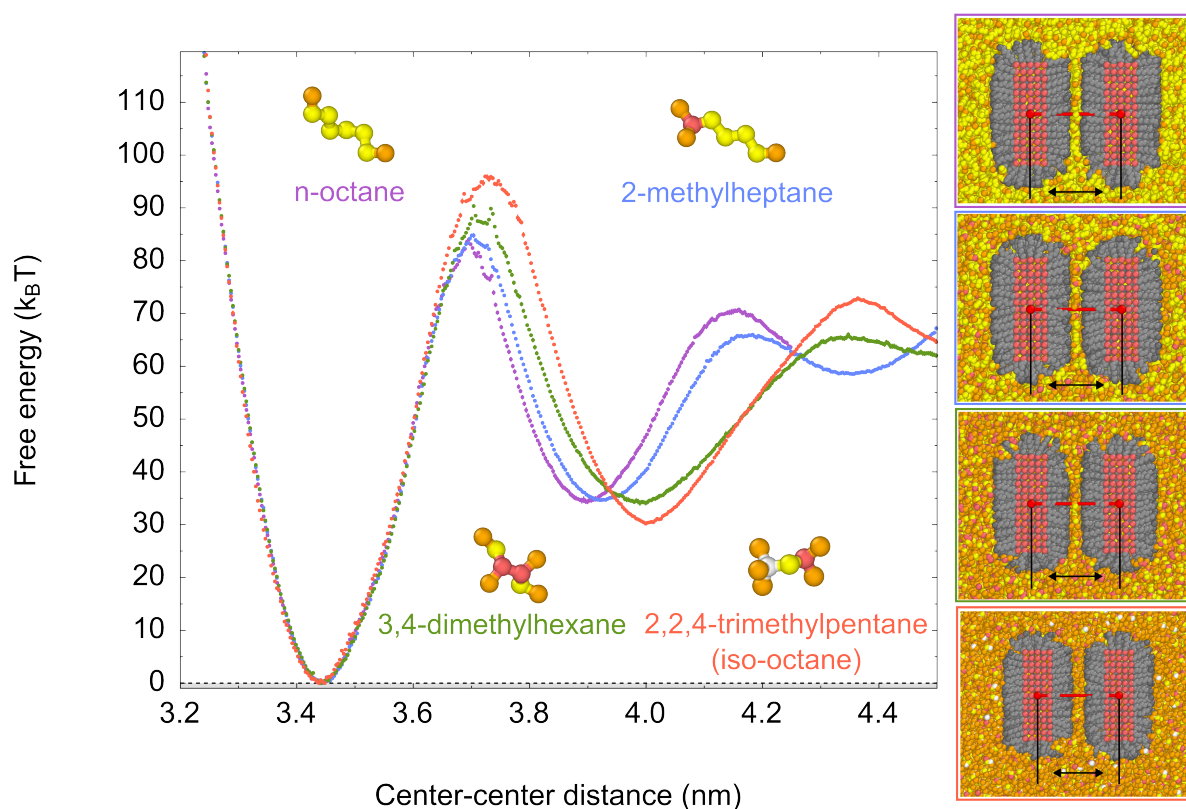 110
100
90
80
70
60
50
40
30
20
10
0
3.2
3.4
3.6
3.8
4.0
4.2
4.4
Free energy (kBT)
Center-center distance (nm)
n-octane
2-methylheptane
3,4-dimethylhexane
2,2,4-trimethylpentane
(iso-octane)